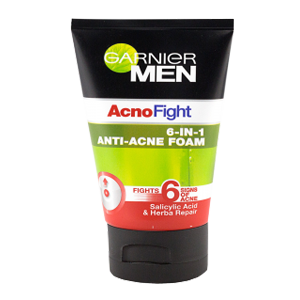 GARNIER
MEN
AcnoFight
6-IN-1
ANTI-ACNE FOAM
FIGHTS 6 SIGNS OF ACNE
Salicylic Acid
& Herba Repair